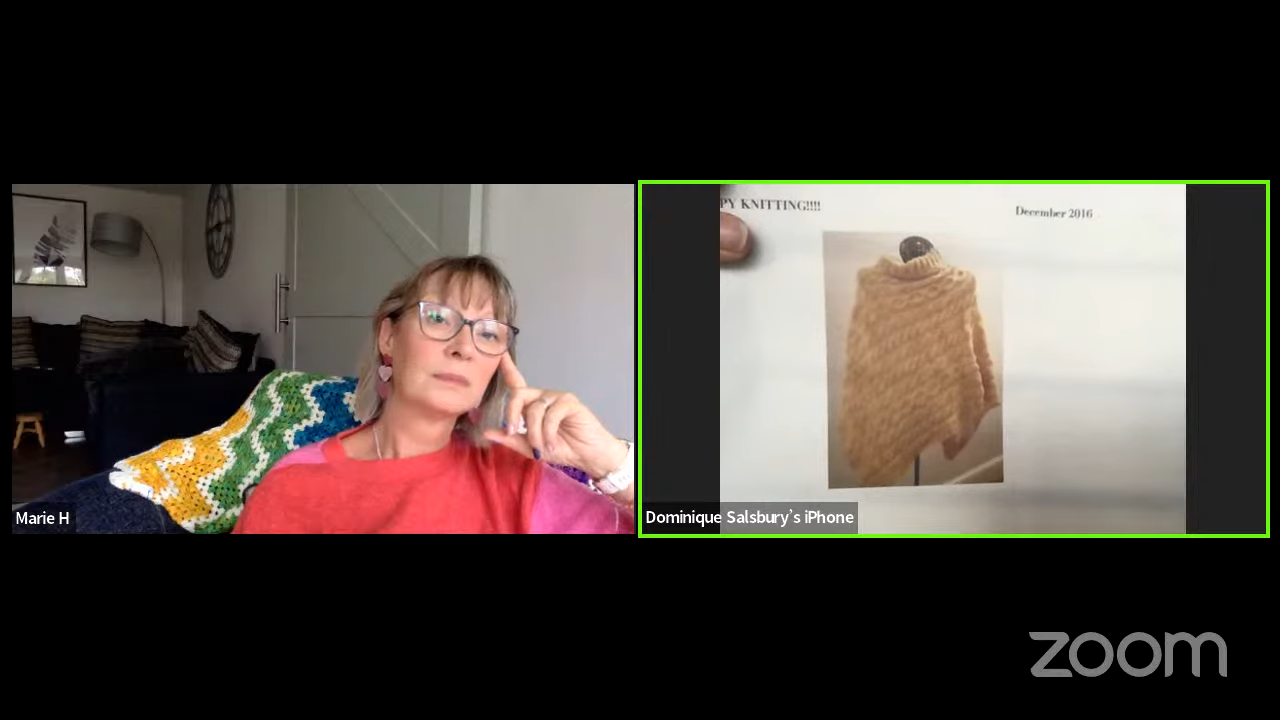 PY KNITTING!!!!
December 2016
Marie H
Dominique Salsbury's iPhone
zoom